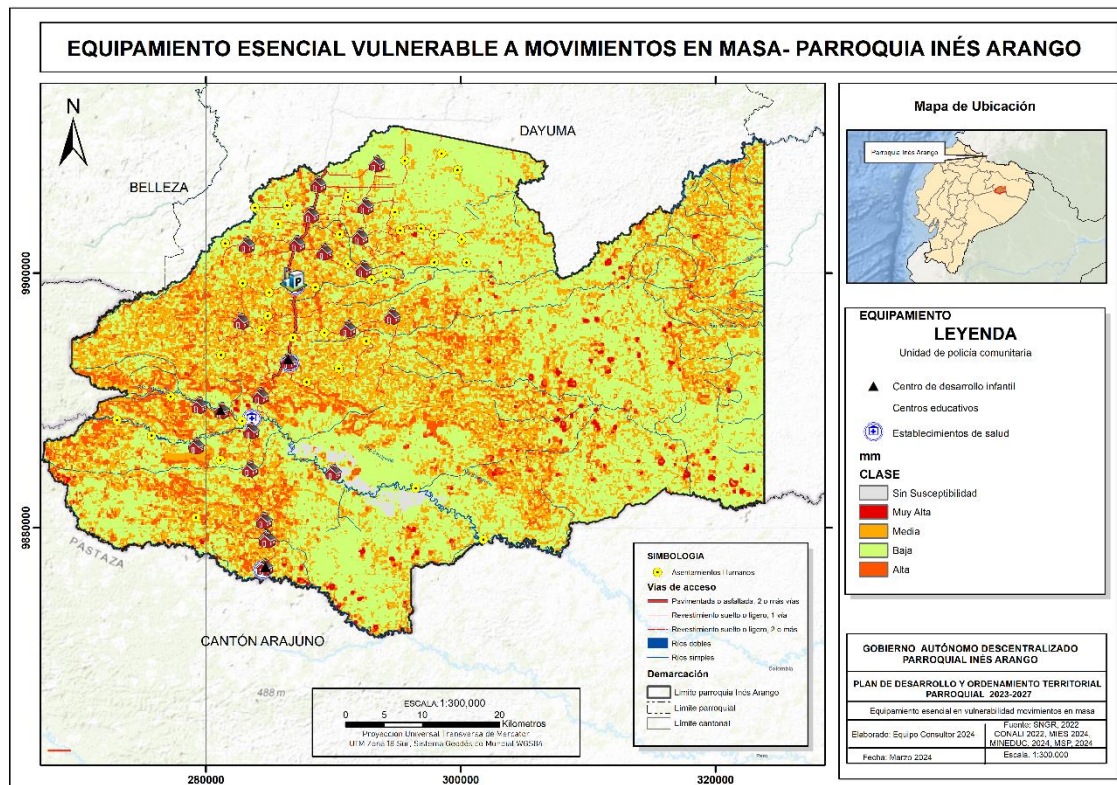 EQUIPAMIENTO ESENCIAL VULNERABLE A MOVIMIENTOS EN MASA- PARROQUIA INÉS ARANGO
N
DAYUMA
BELLEZA
PASTAZA
CANTÓN ARAJUNO
488 m
Colombia
Perú
280000
300000
320000
9900000
9880000
ESCALA: 1:300,000
0 5 10 20
Kilometros
Proyección Universal Transversa de Mercator
UTM Zona 18 Sur, Sistema Geodésico Mundial WGS84
SIMBOLOGIA
Asentamientos Humanos
Vías de acceso
Pavimentada o asfaltada, 2 o más vías
Revestimiento suelto o ligero, 1 vía
Revestimiento suelto o ligero, 2 o más
Ríos dobles
Ríos simples
Demarcación
Limite parroquia Inés Arango
Limite parroquial
Límite cantonal
Mapa de Ubicación
Parroquia Inés Arango
EQUIPAMIENTO
LEYENDA
Unidad de policía comunitaria
Centro de desarrollo infantil
Centros educativos
Establecimientos de salud
mm
CLASE
Sin Susceptibilidad
Muy Alta
Media
Baja
Alta
GOBIERNO AUTÓNOMO DESCENTRALIZADO
PARROQUIAL INÉS ARANGO
PLAN DE DESARROLLO Y ORDENAMIENTO TERRITORIAL
PARROQUIAL 2023-2027
Equipamiento esencial en vulnerabilidad movimientos en masa
Elaborado: Equipo Consultor 2024
Fuente: SNGR, 2022
CONALI 2022, MIES 2024,
MINEDUC, 2024, MSP, 2024
Fecha: Marzo 2024
Escala. 1:300.000